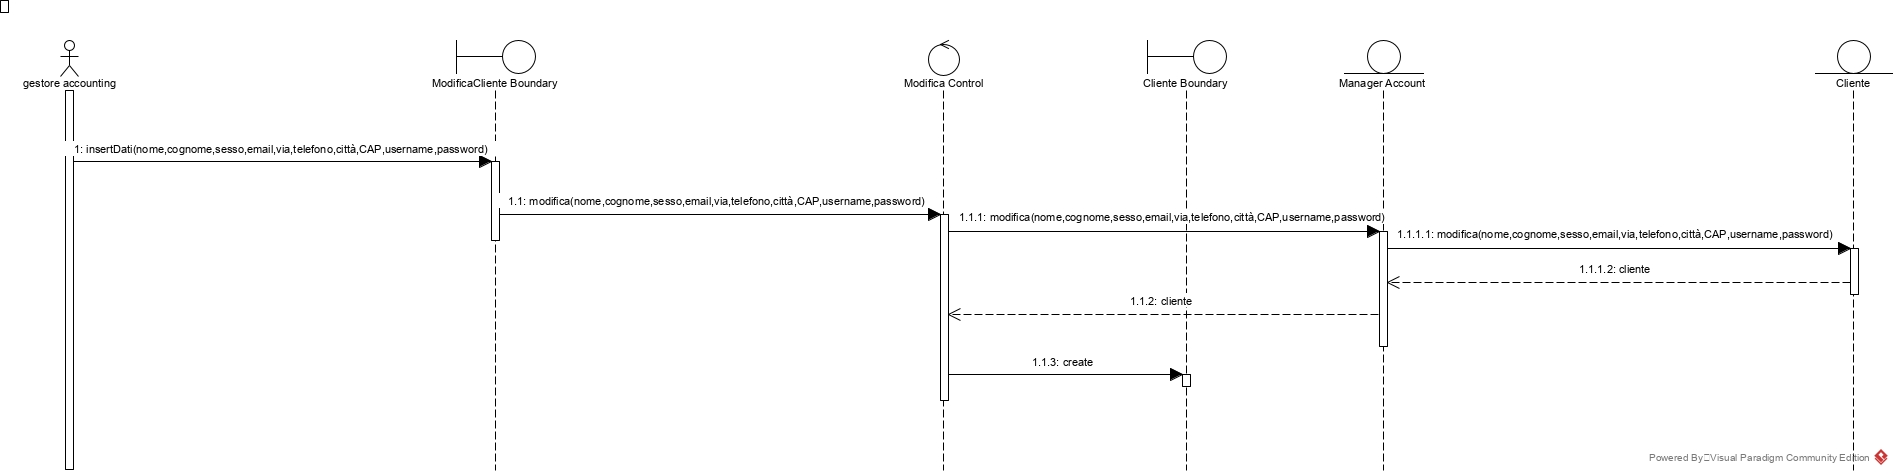 gestore accounting
ModificaCliente Boundary
Modifica Control
Cliente Boundary
Manager Account
Cliente
1: insertDati(nome,cognome,sesso,email,via,telefono,città,CAP,username,password)
1.1: modifica(nome,cognome,sesso,email,via,telefono,città,CAP,username,password)
1.1.1: modifica(nome,cognome,sesso,email,via,telefono,città,CAP,username,password)
1.1.1.1: modifica(nome,cognome,sesso,email,via,telefono,città,CAP,username,password)
1.1.1.2: cliente
1.1.2: cliente
1.1.3: create
Powered By Visual Paradigm Community Edition